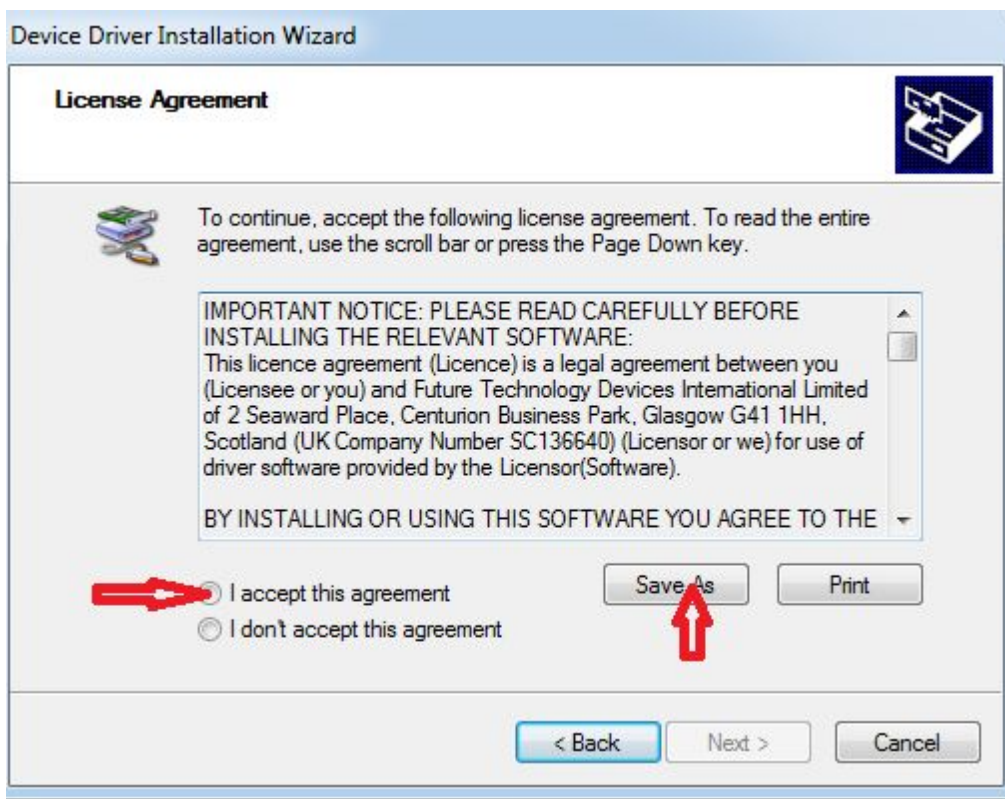 Device Driver Installation Wizard
License Agreement
To continue, accept the following license agreement. To read the entire
agreement, use the scroll bar or press the Page Down key.
IMPORTANT NOTICE: PLEASE READ CAREFULLY BEFORE
INSTALLING THE RELEVANT SOFTWARE:
This licence agreement (Licence) is a legal agreement between you
(Licensee or you) and Future Technology Devices International Limited
of 2 Seaward Place, Centurion Business Park, Glasgow G41 1HH,
Scotland (UK Company Number SC136640) (Licensor or we) for use of
driver software provided by the Licensor(Software).
BY INSTALLING OR USING THIS SOFTWARE YOU AGREE TO THE
I accept this agreement
Save As
Print
I don't accept this agreement
< Back
Next >
Cancel